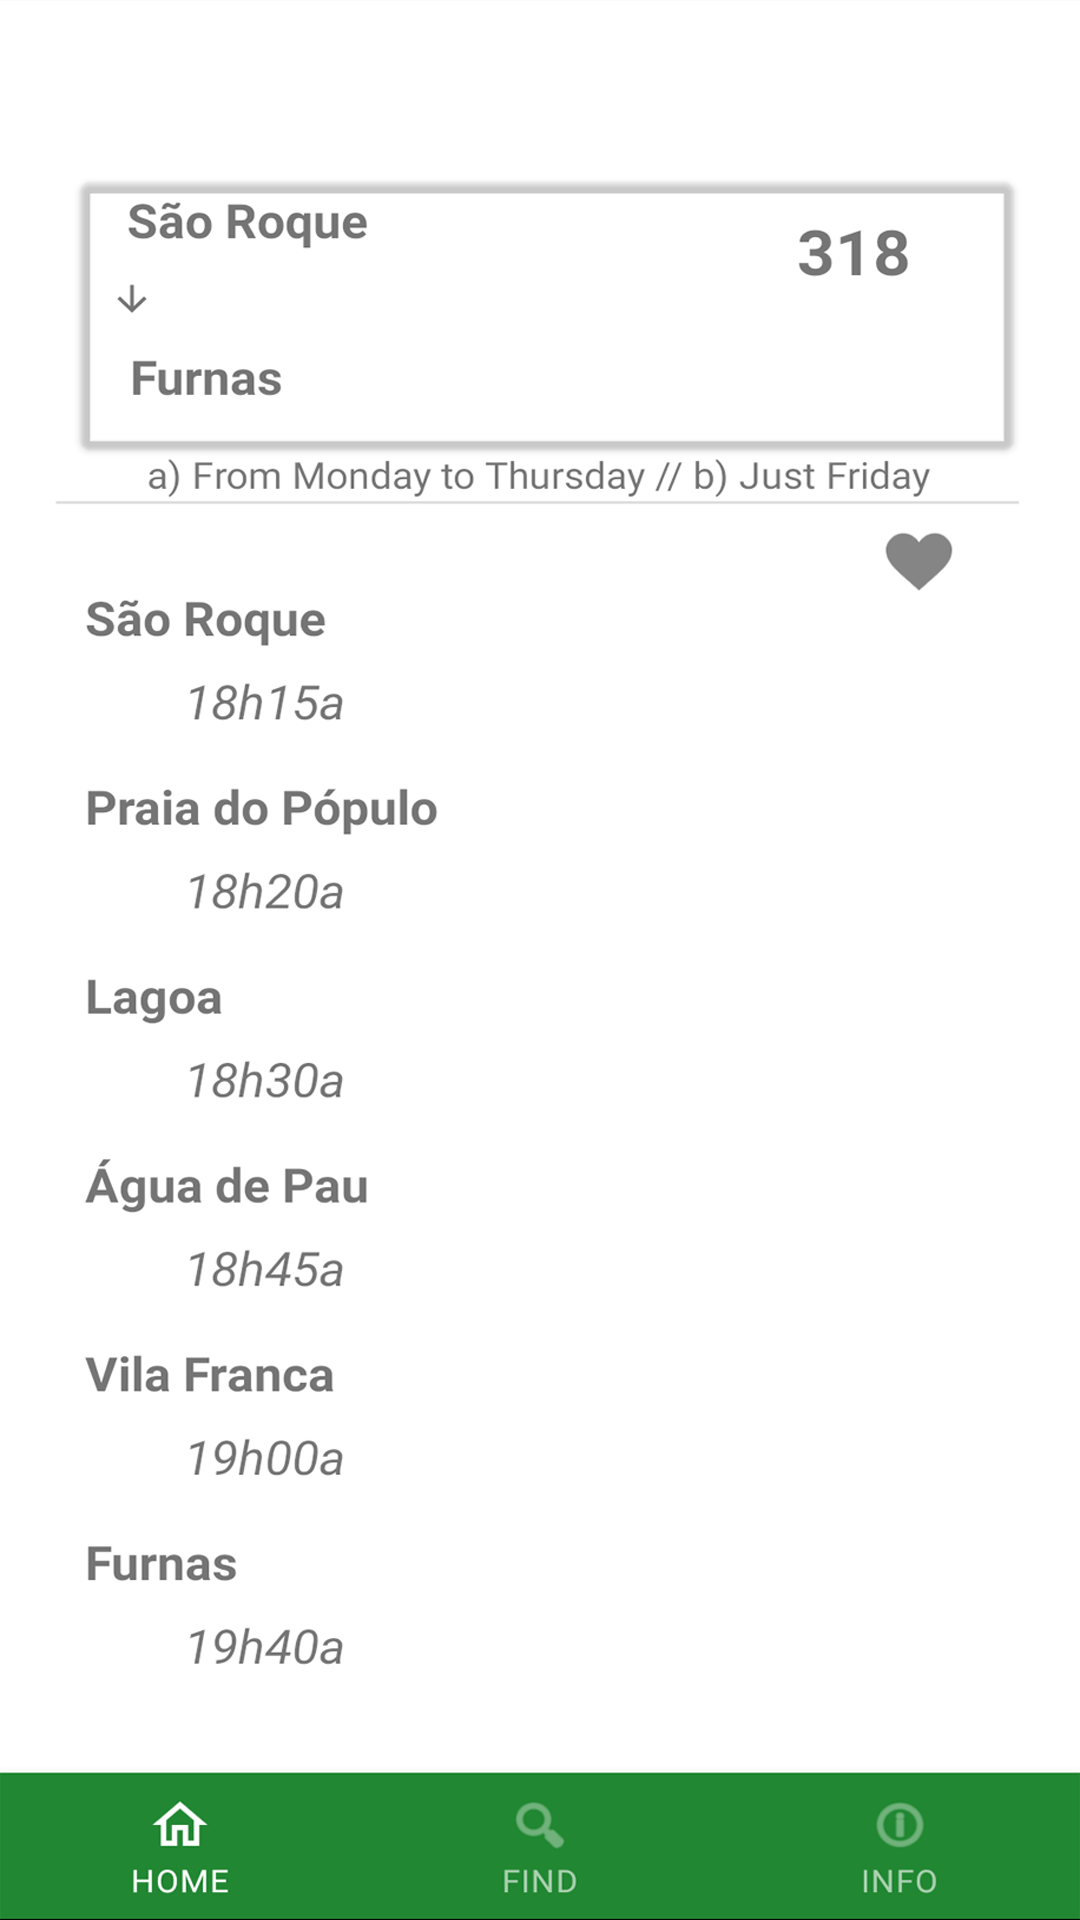 São Roque
318
Furnas
a) From Monday to Thursday // b) Just Friday
São Roque
18h15a
Praia do Pópulo
18h20a
Lagoa
18h30a
Água de Pau
18h45a
Vila Franca
19h00a
Furnas
19h40a
HOME
FIND
INFO